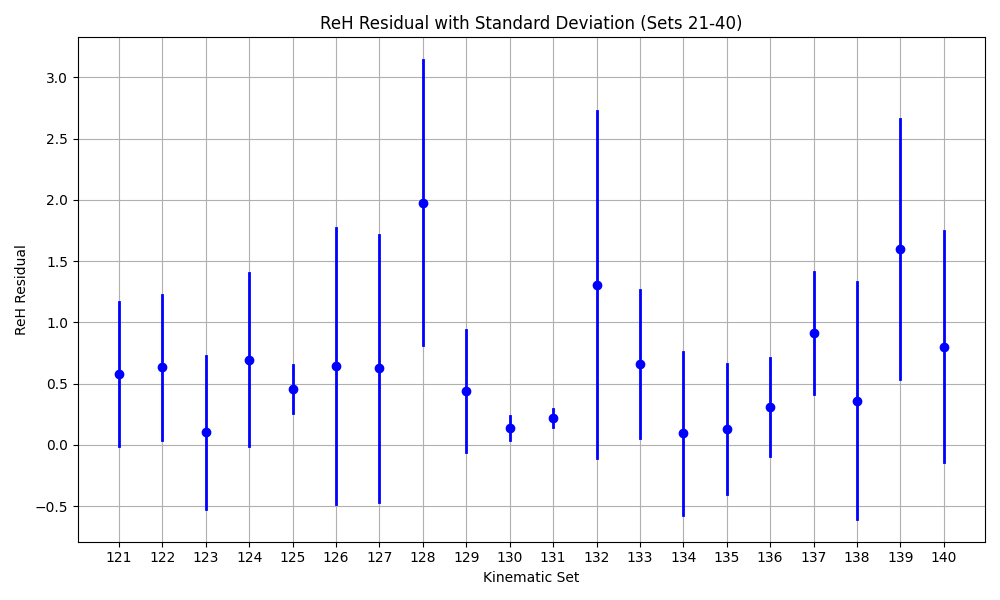 ReH Residual with Standard Deviation (Sets 21-40)
ReH Residual
3.0
2.5
2.0
1.5
1.0
0.5
0.0
−0.5
121 122 123 124 125 126 127 128 129 130 131 132 133 134 135 136 137 138 139 140
Kinematic Set